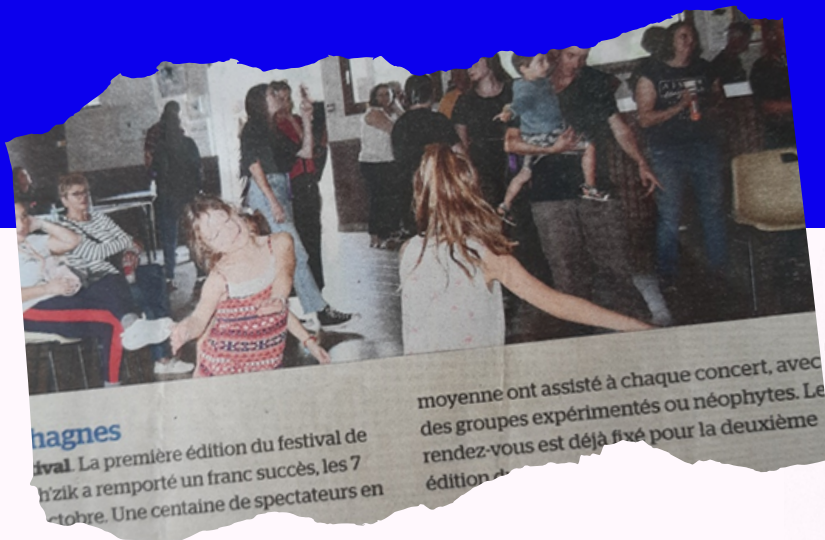 hagnes
ival. La première édition du festival de
h'zik a remporté un franc succès, les 7
ctobre. Une centaine de spectateurs en
moyenne ont assisté à chaque concert, avec
des groupes expérimentés ou néophytes. Le
rendez-vous est déjà fixé pour la deuxième
édition